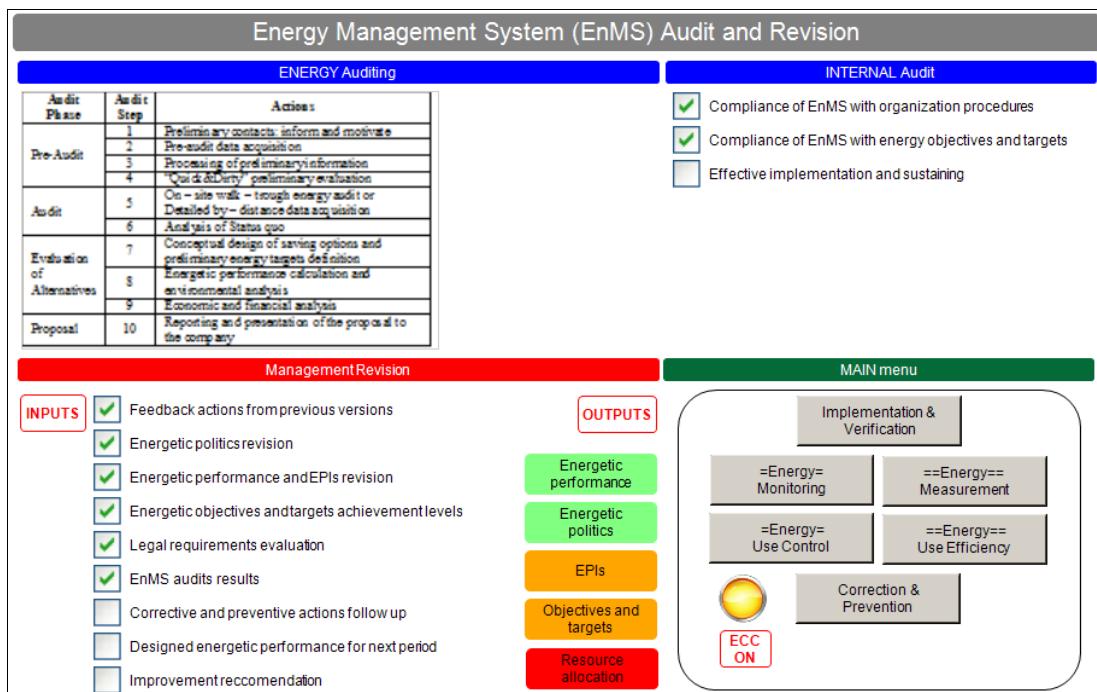 Energy Management System (EnMS) Audit and Revision
ENERGY Auditing
Audit Phase Audit Step Actions
Pre-Audit
1 Preliminary contacts: inform and motivate
2 Pre-audit data acquisition
3 Processing of preliminary information
4 "Quick &Dirty" preliminary evaluation
Audit
5 On – site walk – trough energy audit or
Detailed by – distance data acquisition
6 Analysis of Status quo
Evaluation
of
Alternatives
7 Conceptual design of saving options and
preliminary energy targets definition
8 Energetic performance calculation and
environmental analysis
9 Economic and financial analysis
Proposal
10 Reporting and presentation of the proposal to
the company
INTERNAL Audit
Compliance of EnMS with organization procedures
Compliance of EnMS with energy objectives and targets
Effective implementation and sustaining
Management Revision
INPUTS
Feedback actions from previous versions
Energetic politics revision
Energetic performance and EPIs revision
Energetic objectives and targets achievement levels
Legal requirements evaluation
EnMS audits results
Corrective and preventive actions follow up
Designed energetic performance for next period
Improvement reccomendation
OUTPUTS
Energetic
performance
Energetic
politics
EPIs
Objectives and
targets
Resource
allocation
MAIN menu
Implementation &
Verification
=Energy=
Monitoring
==Energy==
Measurement
=Energy=
Use Control
==Energy==
Use Efficiency
Correction &
Prevention
ECC
ON